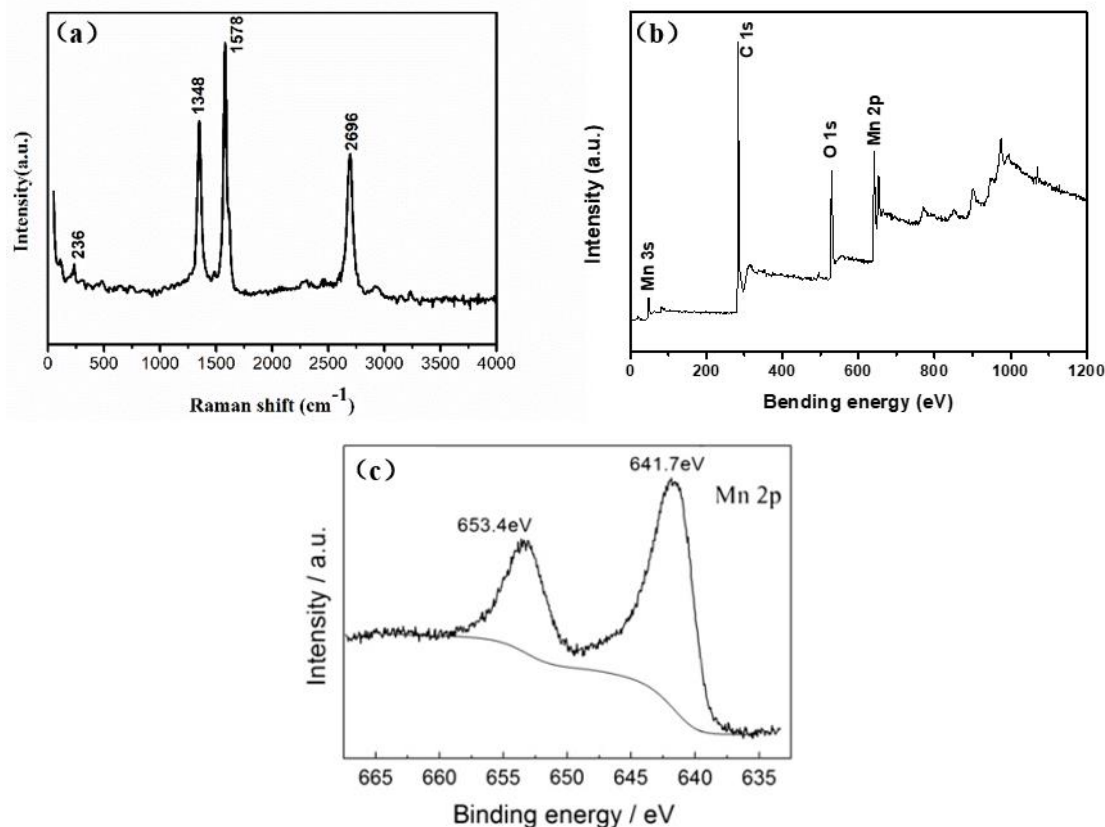 (a)
1348
1578
2696
236
Intensity(a.u.)
0 500 1000 1500 2000 2500 3000 3500 4000
Raman shift (cm-1)
(b)
C 1s
O 1s
Mn 2p
Mn 3s
Intensity (a.u.)
0 200 400 600 800 1000 1200
Bending energy (eV)
(c)
641.7eV
Mn 2p
653.4eV
Intensity / a.u.
665 660 655 650 645 640 635
Binding energy / eV